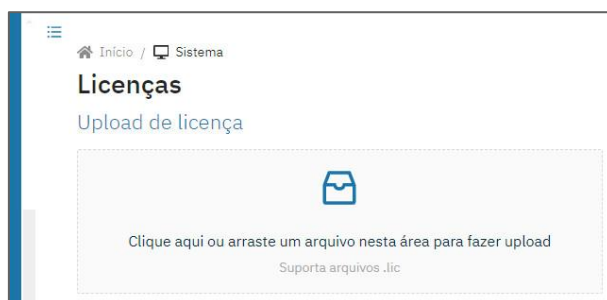 Início / Sistema
Licenças
Upload de licença
Clique aqui ou arraste um arquivo nesta área para fazer upload
Suporta arquivos .lic